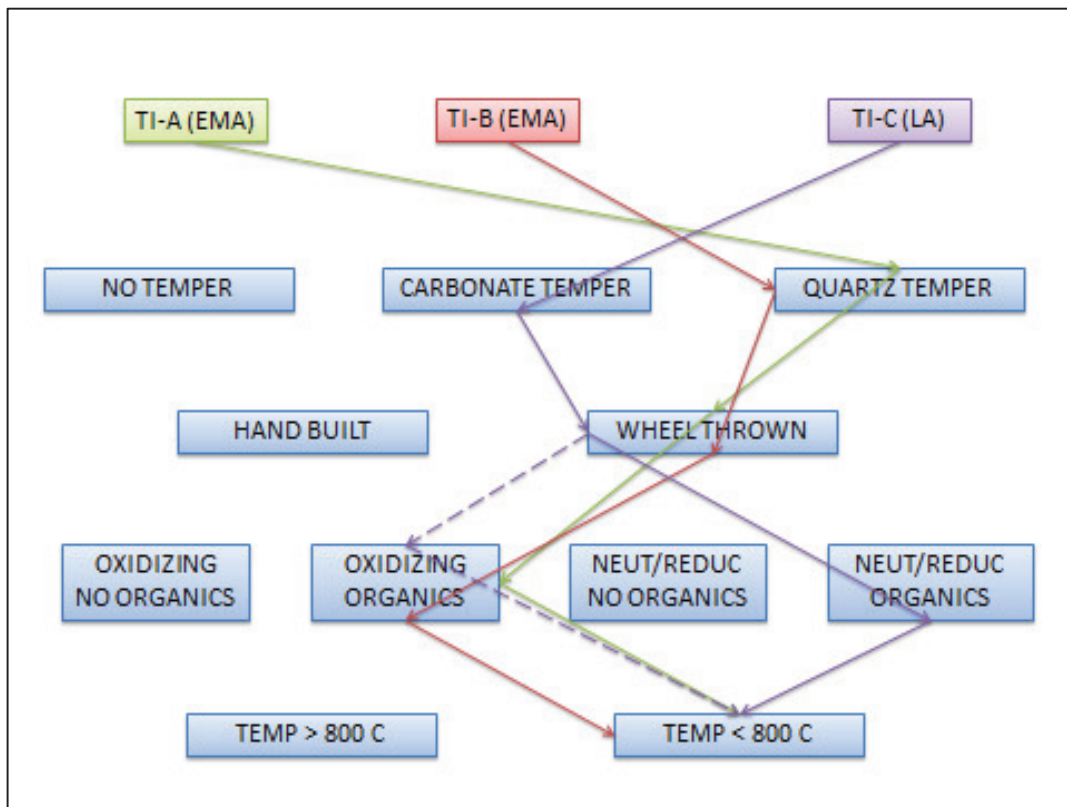 TI-A (EMA)
TI-B (EMA)
TI-C (LA)
NO TEMPER
CARBONATE TEMPER
QUARTZ TEMPER
HAND BUILT
WHEEL THROWN
OXIDIZING
NO ORGANICS
OXIDIZING
ORGANICS
NEUT/REDUC
NO ORGANICS
NEUT/REDUC
ORGANICS
TEMP > 800 C
TEMP < 800 C